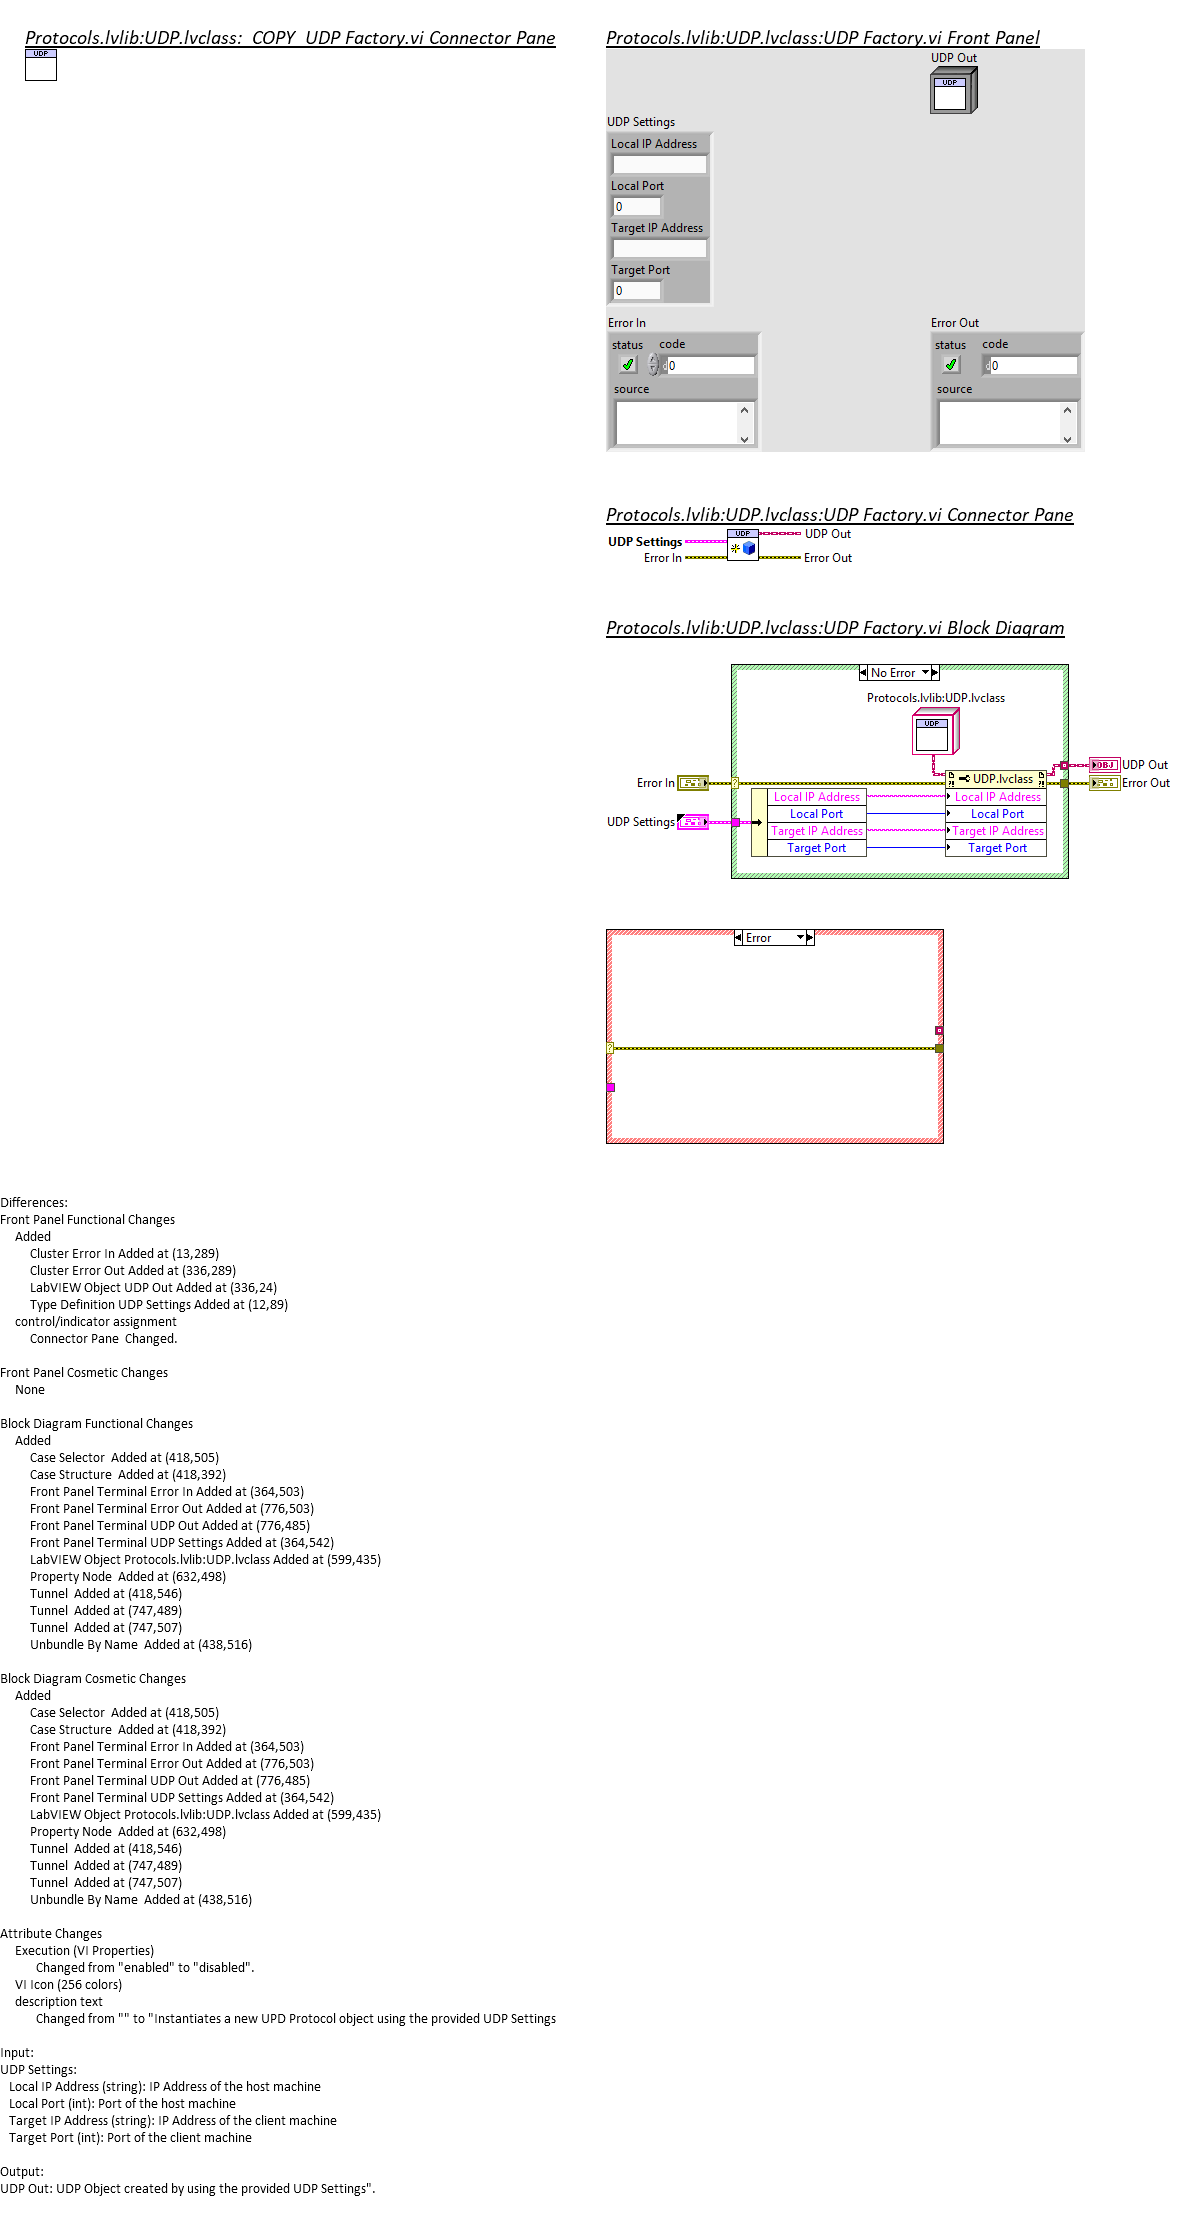 Protocols.lvlib:UDP.lvclass:_COPY_UDP Factory.vi Connector Pane
UDP
Protocols.lvlib:UDP.lvclass:UDP Factory.vi Front Panel
UDP Out
UDP
UDP Settings
Local IP Address
Local Port
0
Target IP Address
Target Port
0
Error In
status code
0
source
Error Out
status code
0
source
Protocols.lvlib:UDP.lvclass:UDP Factory.vi Connector Pane
UDP Settings
UDP
UDP Out
Error In
Error Out
Protocols.lvlib:UDP.lvclass:UDP Factory.vi Block Diagram
No Error
Protocols.lvlib:UDP.lvclass
UDP
UDP Out
OBJ
Error In
?
UDP.lvclass
Error Out
Local IP Address
Local IP Address
Local Port
Local Port
UDP Settings
Target IP Address
Target IP Address
Target Port
Target Port
Error
?
Differences:
Front Panel Functional Changes
Added
Cluster Error In Added at (13,289)
Cluster Error Out Added at (336,289)
LabVIEW Object UDP Out Added at (336,24)
Type Definition UDP Settings Added at (12,89)
control/indicator assignment
Connector Pane  Changed.
Front Panel Cosmetic Changes
None
Block Diagram Functional Changes
Added
Case Selector  Added at (418,505)
Case Structure  Added at (418,392)
Front Panel Terminal Error In Added at (364,503)
Front Panel Terminal Error Out Added at (776,503)
Front Panel Terminal UDP Out Added at (776,485)
Front Panel Terminal UDP Settings Added at (364,542)
LabVIEW Object Protocols.lvlib:UDP.lvclass Added at (599,435)
Property Node  Added at (632,498)
Tunnel  Added at (418,546)
Tunnel  Added at (747,489)
Tunnel  Added at (747,507)
Unbundle By Name  Added at (438,516)
Block Diagram Cosmetic Changes
Added
Case Selector  Added at (418,505)
Case Structure  Added at (418,392)
Front Panel Terminal Error In Added at (364,503)
Front Panel Terminal Error Out Added at (776,503)
Front Panel Terminal UDP Out Added at (776,485)
Front Panel Terminal UDP Settings Added at (364,542)
LabVIEW Object Protocols.lvlib:UDP.lvclass Added at (599,435)
Property Node  Added at (632,498)
Tunnel  Added at (418,546)
Tunnel  Added at (747,489)
Tunnel  Added at (747,507)
Unbundle By Name  Added at (438,516)
Attribute Changes
Execution (VI Properties)
Changed from "enabled" to "disabled".
VI Icon (256 colors)
description text
Changed from "" to "Instantiates a new UPD Protocol object using the provided UDP Settings
Input:
UDP Settings:
Local IP Address (string): IP Address of the host machine
Local Port (int): Port of the host machine
Target IP Address (string): IP Address of the client machine
Target Port (int): Port of the client machine
Output:
UDP Out: UDP Object created by using the provided UDP Settings".